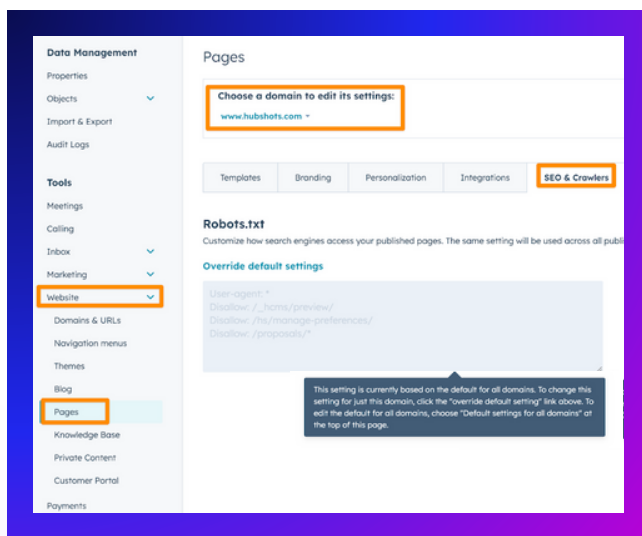 Data Management
Properties
Objects
Import & Export
Audit Logs
Tools
Meetings
Calling
Inbox
Marketing
Website
Domains & URLs
Navigation menus
Themes
Blog
Pages
Knowledge Base
Private Content
Customer Portal
Payments
Pages
Choose a domain to edit its settings:
www.hubshots.com
Templates Branding Personalization Integrations SEO & Crawlers
Robots.txt
Customize how search engines access your published pages. The same setting will be used across all publi
Override default settings
User-agent: *
Disallow: /_hcms/preview/
Disallow: /hs/manage-preferences/
Disallow: /proposals/*
This setting is currently based on the default for all domains. To change this
setting for just this domain, click the "override default setting" link above. To
edit the default for all domains, choose "Default settings for all domains" at
the top of this page.